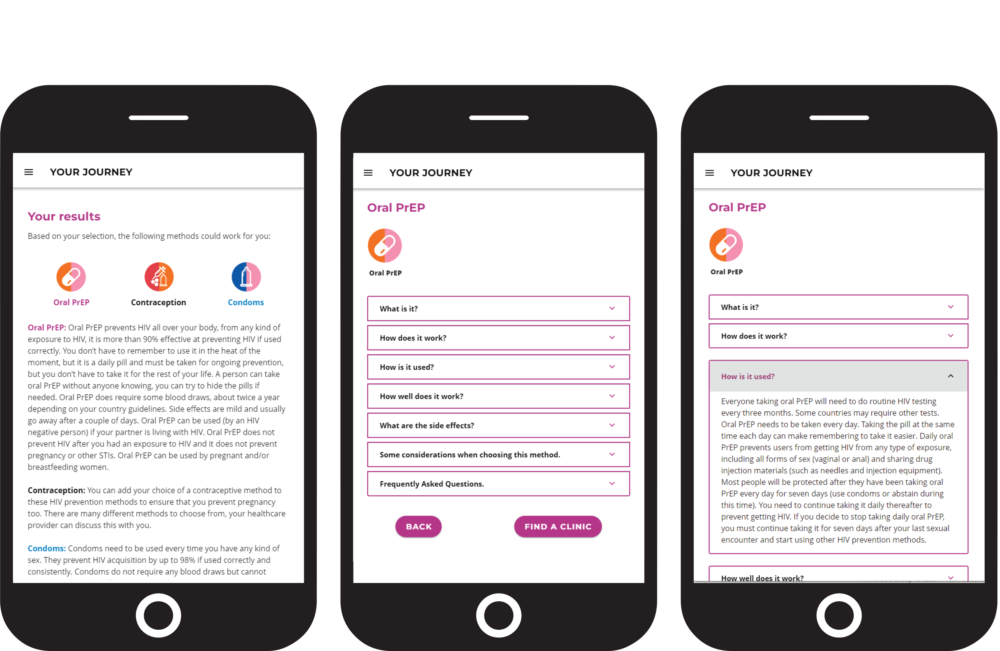 YOUR JOURNEY
Your results
Based on your selection, the following methods could work for you:
Oral PrEP
Contraception
Condoms
Oral PrEP: Oral PrEP prevents HIV all over your body, from any kind of
exposure to HIV, it is more than 90% effective at preventing HIV if used
correctly. You don’t have to remember to use it in the heat of the
moment, but it is a daily pill and must be taken for ongoing prevention,
but you don’t have to take it for the rest of your life. A person can take
oral PrEP without anyone knowing, you can try to hide the pills if
needed. Oral PrEP does require some blood draws, about twice a year
depending on your country guidelines. Side effects are mild and usually
go away after a couple of days. Oral PrEP can be used (by an HIV
negative person) if your partner is living with HIV. Oral PrEP does not
prevent HIV after you had an exposure to HIV and it does not prevent
pregnancy or other STIs. Oral PrEP can be used by pregnant and/or
breastfeeding women.
Contraception: You can add your choice of a contraceptive method to
these HIV prevention methods to ensure that you prevent pregnancy
too. There are many different methods to choose from, your healthcare
provider can discuss this with you.
Condoms: Condoms need to be used every time you have any kind of
sex. They prevent HIV acquisition by up to 98% if used correctly and
consistently. Condoms do not require any blood draws but cannot
YOUR JOURNEY
Oral PrEP
Oral PrEP
What is it?
How does it work?
How is it used?
How well does it work?
What are the side effects?
Some considerations when choosing this method.
Frequently Asked Questions.
BACK
FIND A CLINIC
YOUR JOURNEY
Oral PrEP
Oral PrEP
What is it?
How does it work?
How is it used?
Everyone taking oral PrEP will need to do routine HIV testing
every three months. Some countries may require other tests.
Oral PrEP needs to be taken every day. Taking the pill at the same
time each day can make remembering to take it easier. Daily oral
PrEP prevents users from getting HIV from any type of exposure,
including all forms of sex (vaginal or anal) and sharing drug
injection materials (such as needles and injection equipment).
Most people will be protected after they have been taking oral
PrEP every day for seven days (use condoms or abstain during
this time). You need to continue taking it daily thereafter to
prevent getting HIV. If you decide to stop taking daily oral PrEP,
you must continue taking it for seven days after your last sexual
encounter and start using other HIV prevention methods.
How well does it work?